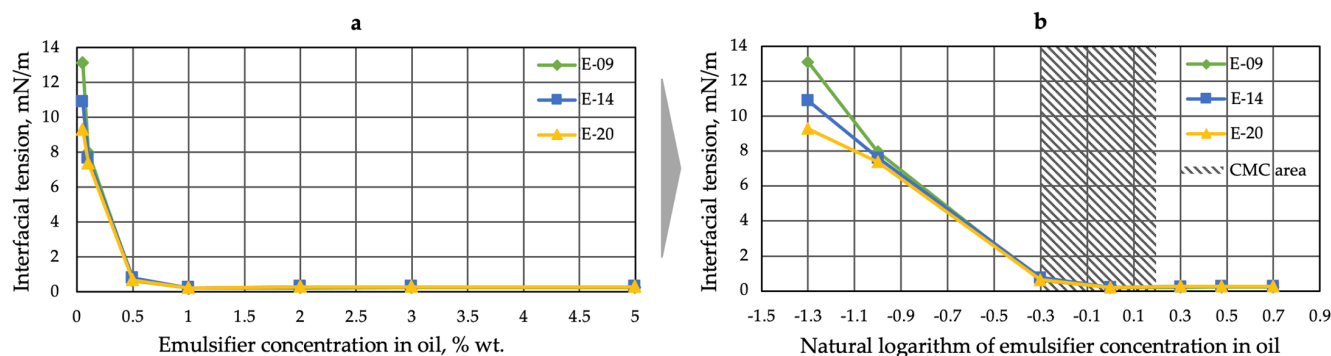 a
Interfacial tension, mN/m
14
12
10
8
6
4
2
0
0 0.5 1 1.5 2 2.5 3 3.5 4 4.5 5
Emulsifier concentration in oil, % wt.
E-09
E-14
E-20
b
Interfacial tension, mN/m
14
12
10
8
6
4
2
0
-1.5 -1.3 -1.1 -0.9 -0.7 -0.5 -0.3 -0.1 0.1 0.3 0.5 0.7 0.9
Natural logarithm of emulsifier concentration in oil
E-09
E-14
E-20
CMC area